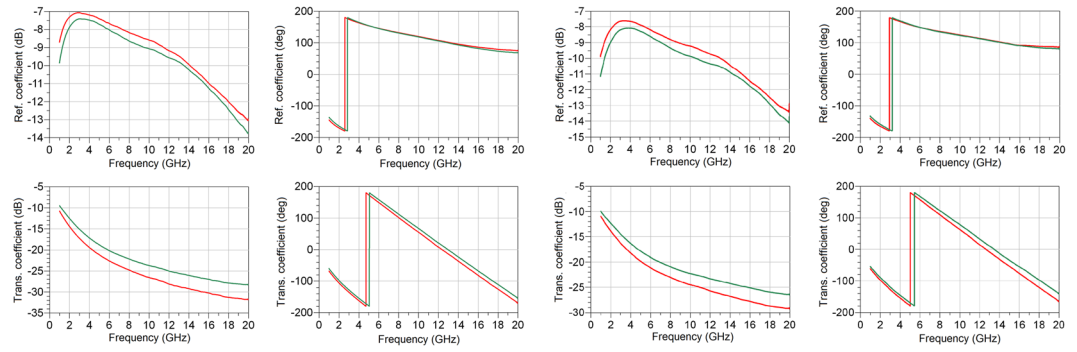 Ref. coefficient (dB)
-7
-8
-9
-10
-11
-12
-13
-14
0 2 4 6 8 10 12 14 16 18 20
Frequency (GHz)
Ref. coefficient (deg)
200
100
0
-100
-200
0 2 4 6 8 10 12 14 16 18 20
Frequency (GHz)
Ref. coefficient (dB)
-7
-8
-9
-10
-11
-12
-13
-14
-15
0 2 4 6 8 10 12 14 16 18 20
Frequency (GHz)
Ref. coefficient (deg)
200
100
0
-100
-200
0 2 4 6 8 10 12 14 16 18 20
Frequency (GHz)
Trans. coefficient (dB)
-5
-10
-15
-20
-25
-30
-35
0 2 4 6 8 10 12 14 16 18 20
Frequency (GHz)
Trans. coefficient (deg)
200
100
0
-100
-200
0 2 4 6 8 10 12 14 16 18 20
Frequency (GHz)
Trans. coefficient (dB)
-5
-10
-15
-20
-25
-30
0 2 4 6 8 10 12 14 16 18 20
Frequency (GHz)
Trans. coefficient (deg)
200
100
0
-100
-200
0 2 4 6 8 10 12 14 16 18 20
Frequency (GHz)